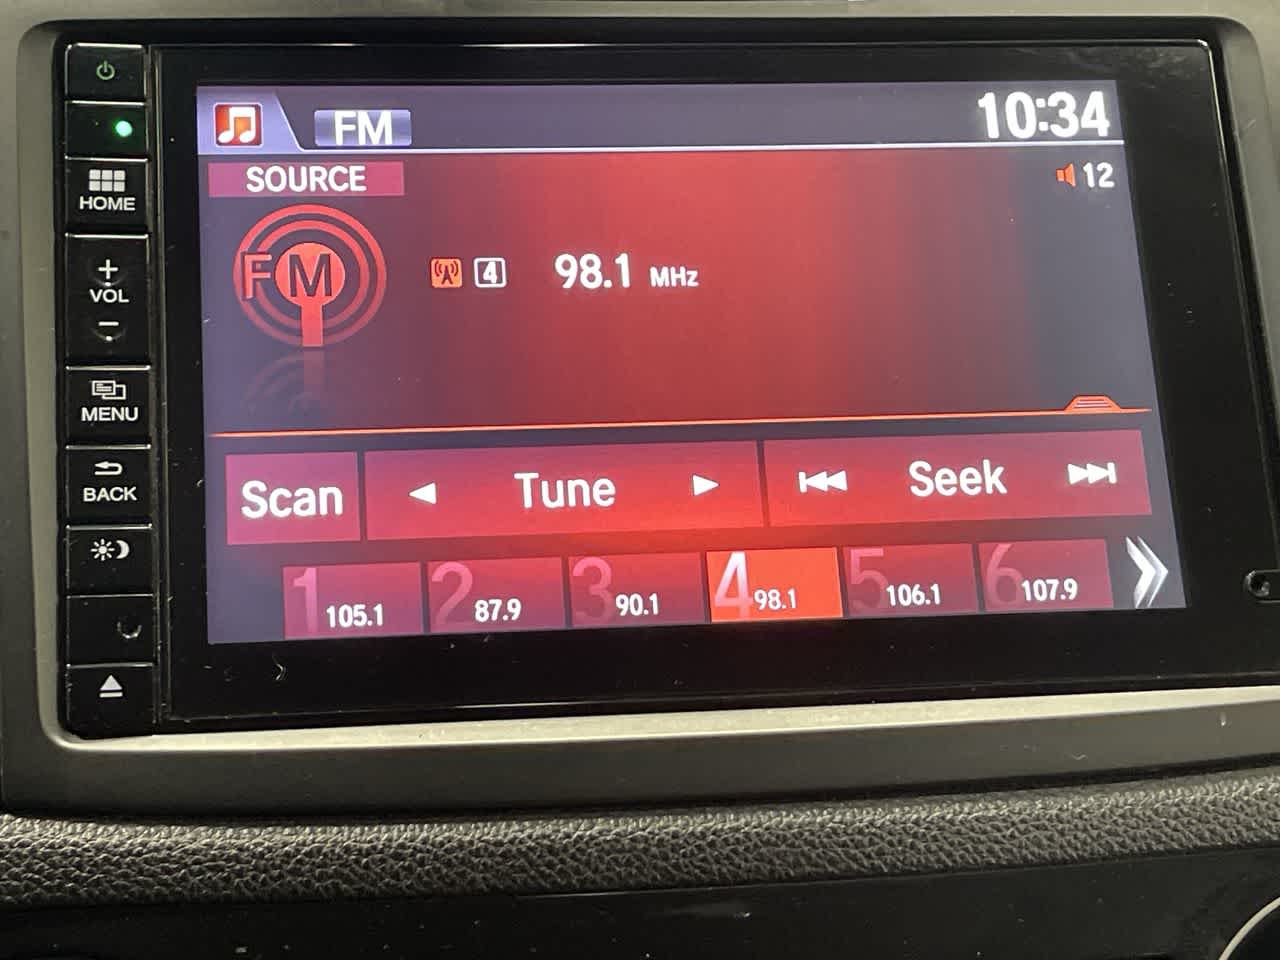 FM
10:34
HOME
SOURCE
12
+
VOL
-
FM
4 98.1 MHz
MENU
BACK
Scan
Tune
Seek
1 105.1
2 87.9
3 90.1
4 98.1
5 106.1
6 107.9